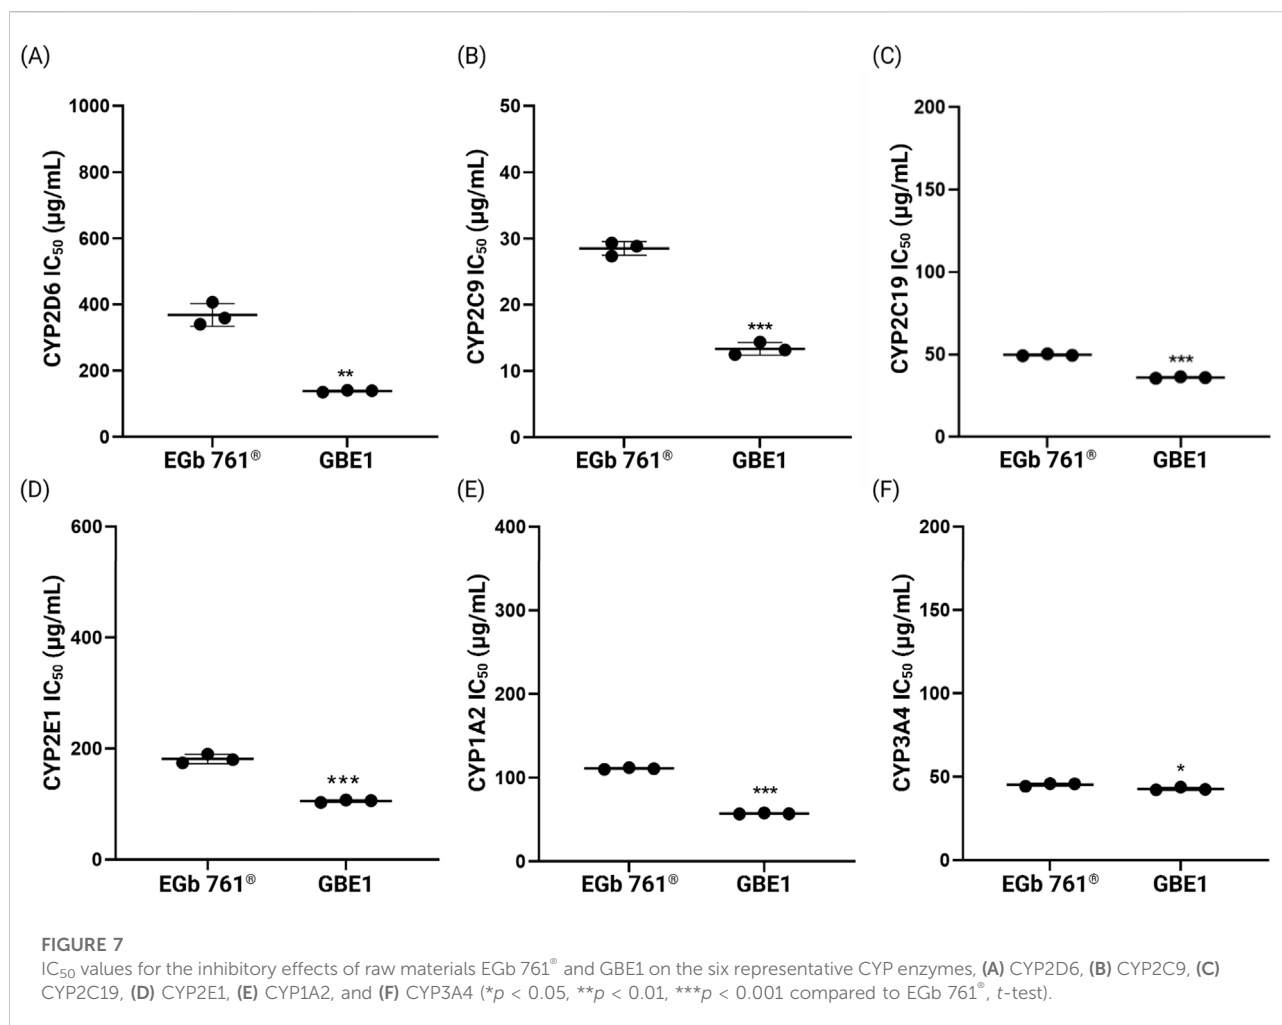 (A)
CYP2D6 IC50 (µg/mL)
1000
800
600
400
200
0
**
EGb 761®
GBE1
(B)
CYP2C9 IC50 (µg/mL)
50
40
30
20
10
0
***
EGb 761®
GBE1
(C)
CYP2C19 IC50 (µg/mL)
200
150
100
50
0
***
EGb 761®
GBE1
(D)
CYP2E1 IC50 (µg/mL)
600
400
200
0
***
EGb 761®
GBE1
(E)
CYP1A2 IC50 (µg/mL)
400
300
200
100
0
***
EGb 761®
GBE1
(F)
CYP3A4 IC50 (µg/mL)
200
150
100
50
0
*
EGb 761®
GBE1
FIGURE 7
IC50 values for the inhibitory effects of raw materials EGb 761® and GBE1 on the six representative CYP enzymes, (A) CYP2D6, (B) CYP2C9, (C)
CYP2C19, (D) CYP2E1, (E) CYP1A2, and (F) CYP3A4 (*p < 0.05, **p < 0.01, ***p < 0.001 compared to EGb 761®, t-test).